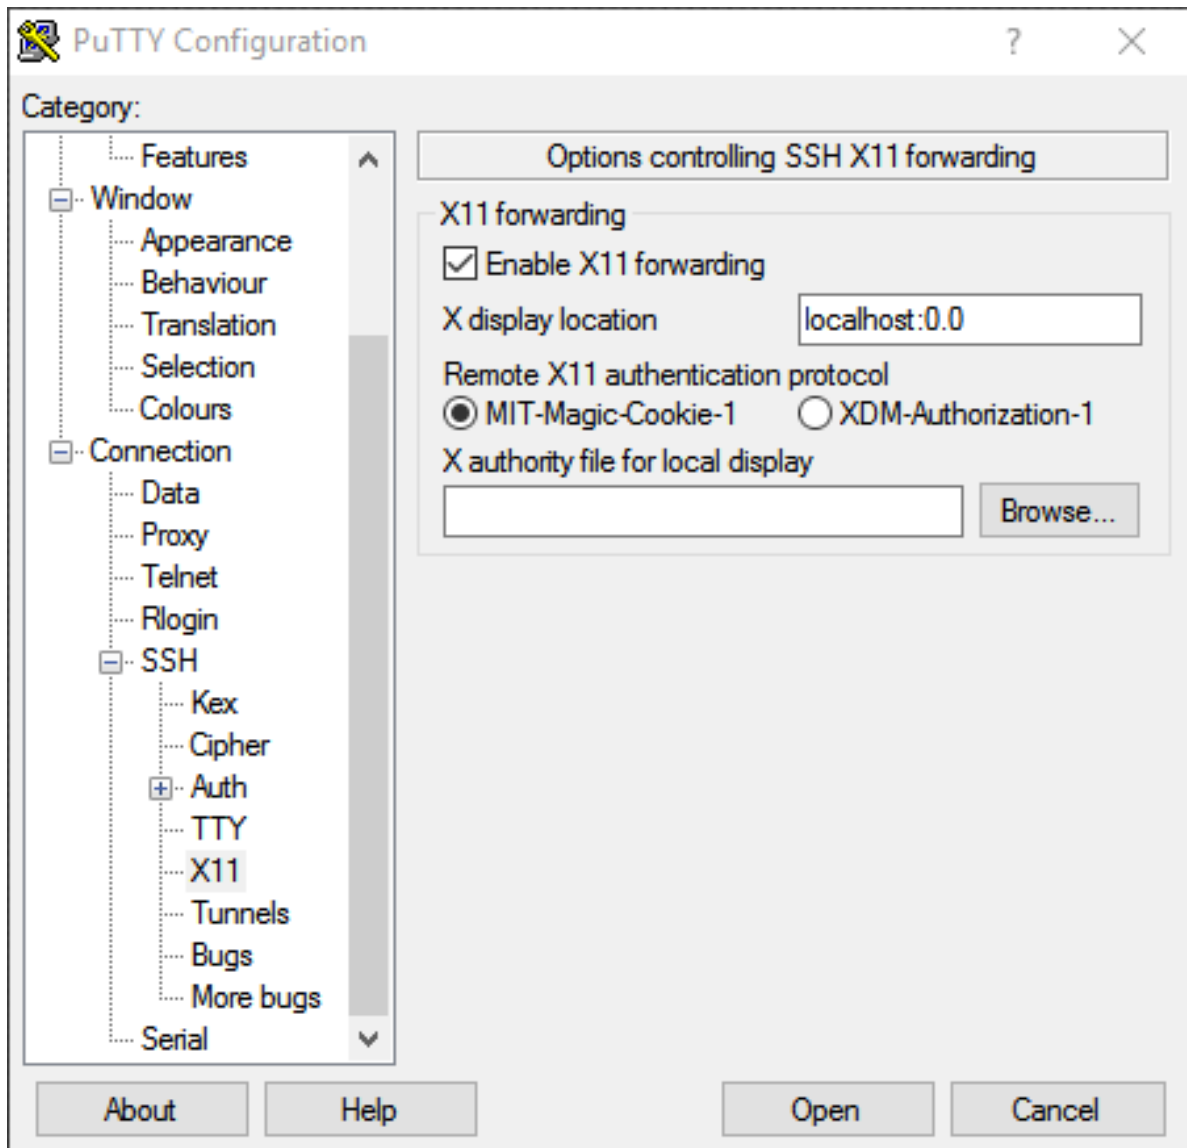 PuTTY Configuration
?
Category:
Features
Window
Appearance
Behaviour
Translation
Selection
Colours
Connection
Data
Proxy
Telnet
Rlogin
SSH
Kex
Cipher
Auth
TTY
X11
Tunnels
Bugs
More bugs
Serial
Options controlling SSH X11 forwarding
X11 forwarding
Enable X11 forwarding
X display location localhost:0.0
Remote X11 authentication protocol
MIT-Magic-Cookie-1 XDM-Authorization-1
X authority file for local display
Browse...
About Help Open Cancel